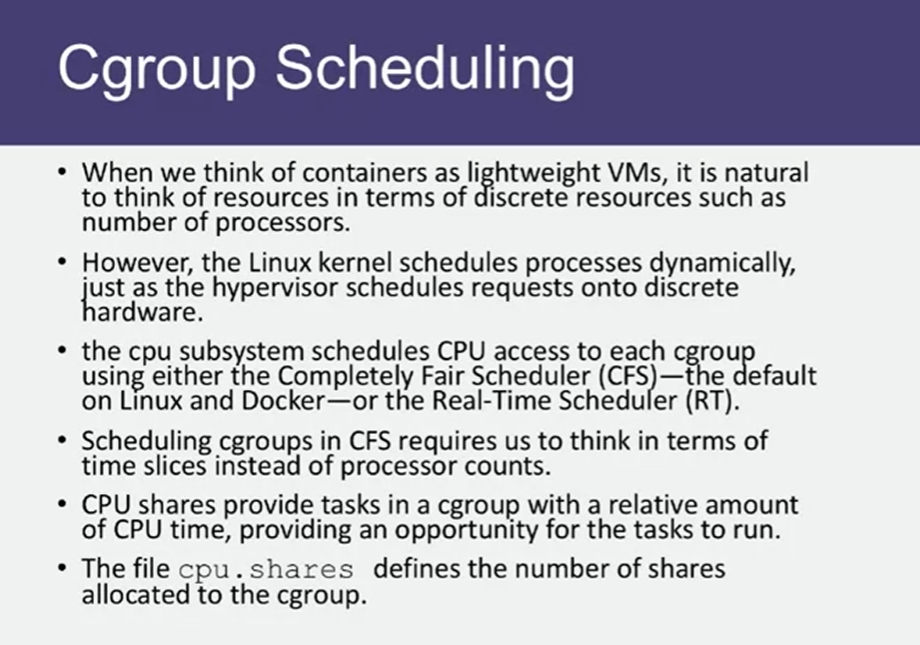 Cgroup Scheduling
• When we think of containers as lightweight VMs, it is natural
to think of resources in terms of discrete resources such as
number of processors.
• However, the Linux kernel schedules processes dynamically,
just as the hypervisor schedules requests onto discrete
hardware.
• the cpu subsystem schedules CPU access to each cgroup
using either the Completely Fair Scheduler (CFS)—the default
on Linux and Docker—or the Real-Time Scheduler (RT).
• Scheduling cgroups in CFS requires us to think in terms of
time slices instead of processor counts.
• CPU shares provide tasks in a cgroup with a relative amount
of CPU time, providing an opportunity for the tasks to run.
• The file cpu.shares defines the number of shares
allocated to the cgroup.